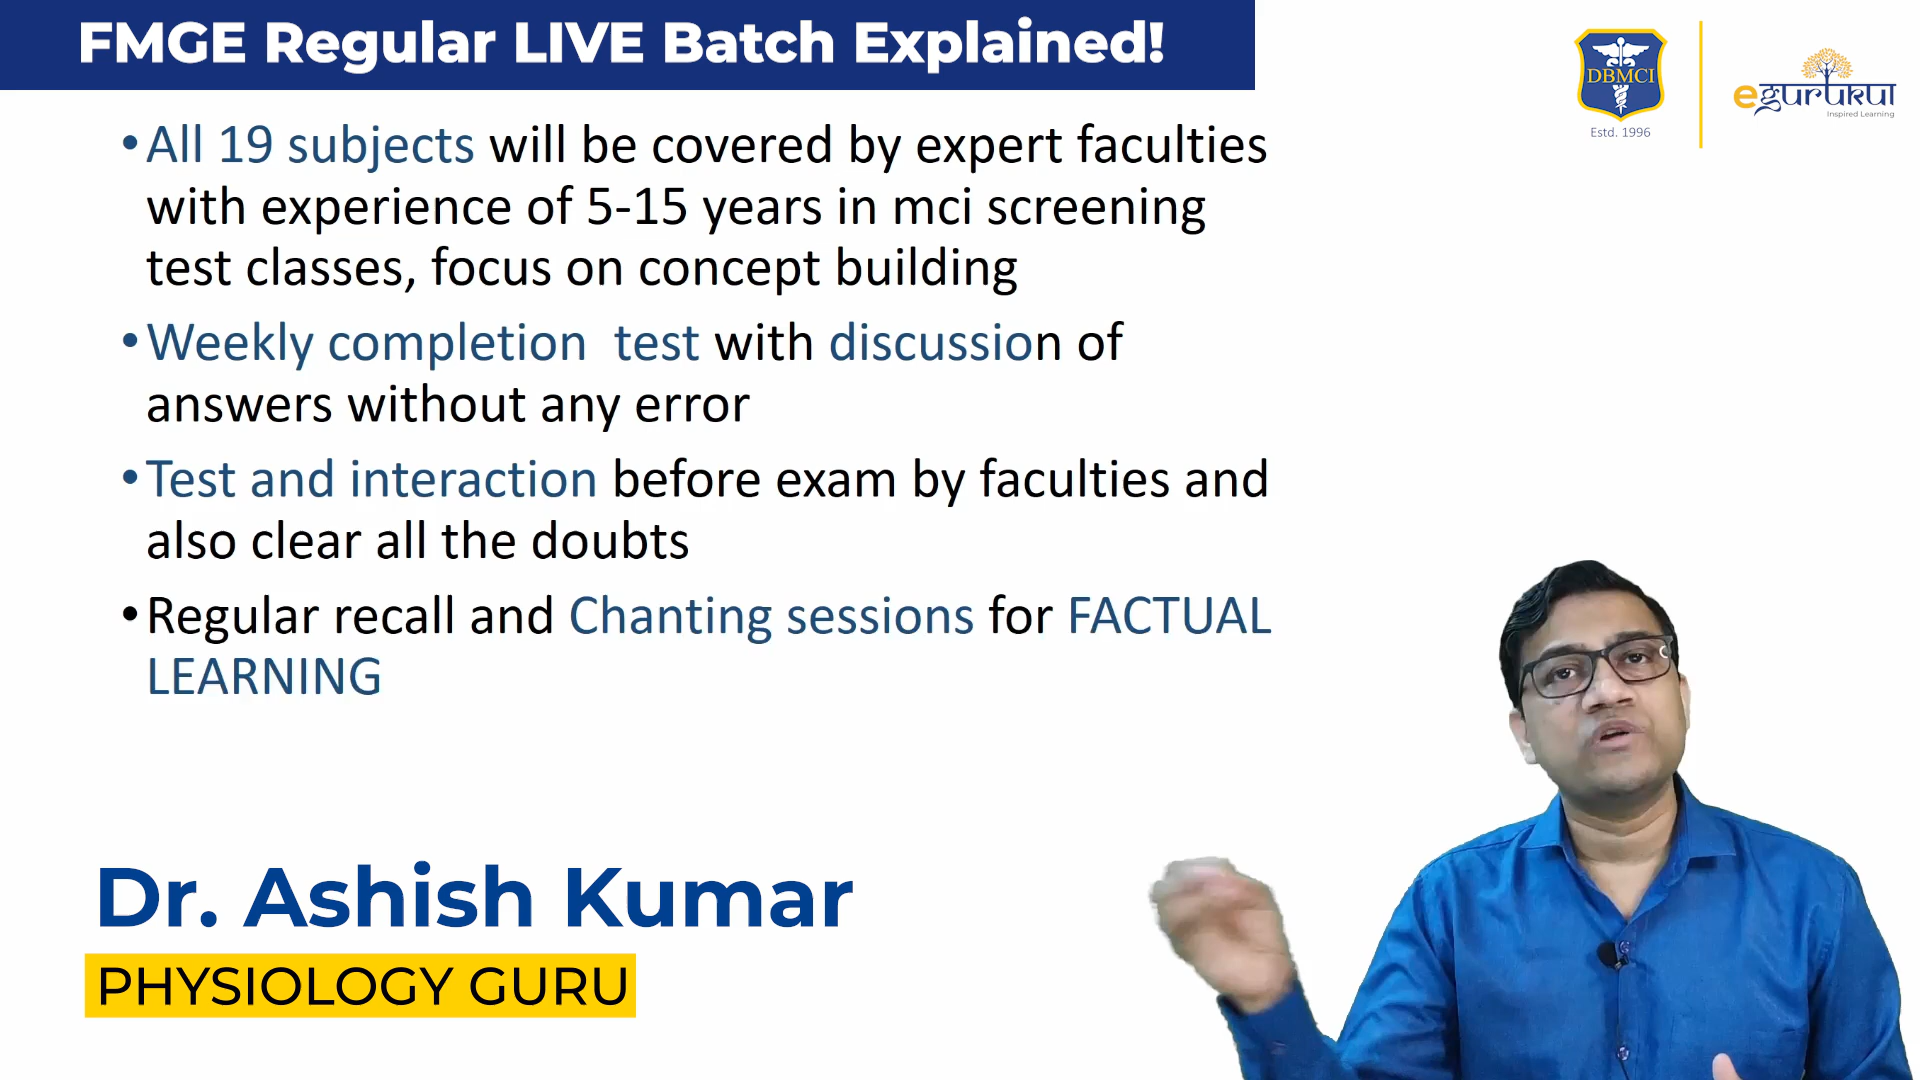 FMGE Regular LIVE Batch Explained!
DBMCI
Estd. 1996
egurukul
Inspired Learning
•All 19 subjects will be covered by expert faculties
with experience of 5-15 years in mci screening
test classes, focus on concept building
•Weekly completion  test with discussion of
answers without any error
•Test and interaction before exam by faculties and
also clear all the doubts
•Regular recall and Chanting sessions for FACTUAL
LEARNING
Dr. Ashish Kumar
PHYSIOLOGY GURU